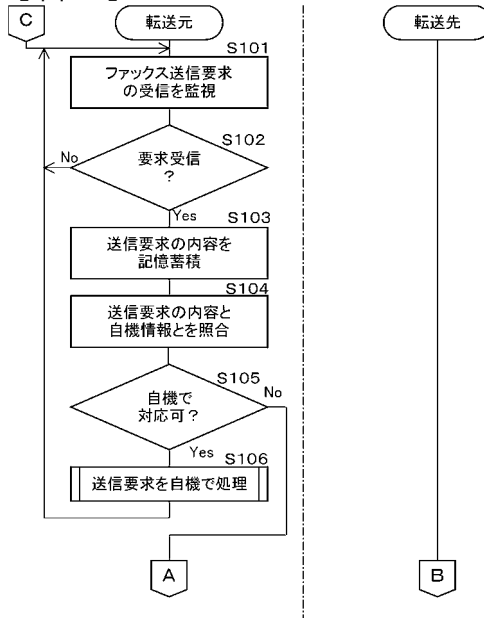 C
転送元
転送先
S101
ファックス送信要求
の受信を監視
S102
No
要求受信
？
Yes
S103
送信要求の内容を
記憶蓄積
S104
送信要求の内容と
自機情報とを照合
S105
No
自機で
対応可？
Yes
S106
送信要求を自機で処理
A
B